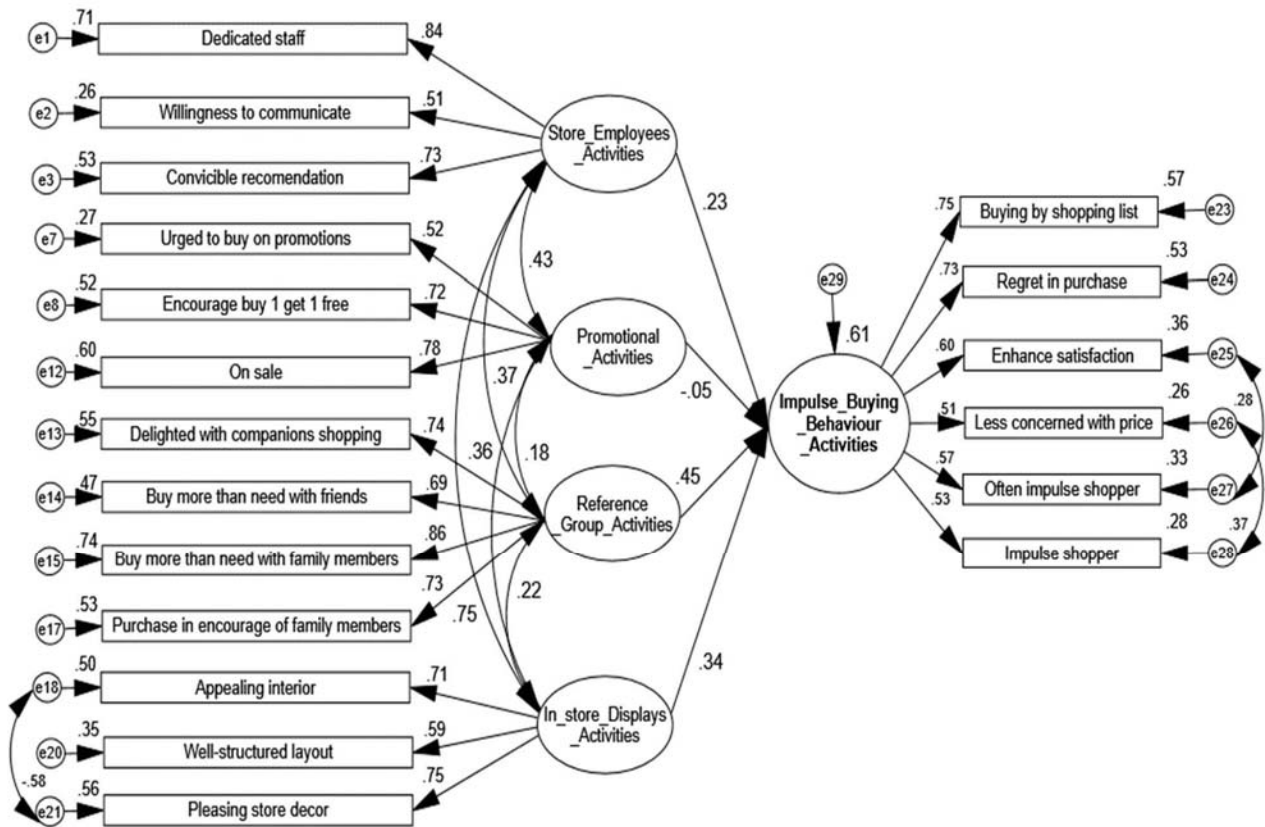 .71
e1
Dedicated staff
.84
.26
e2
Willingness to communicate
.51
.53
e3
Convicible recomendation
.73
.27
e7
Urged to buy on promotions
.52
.52
e8
Encourage buy 1 get 1 free
.72
.60
e12
On sale
.78
.55
e13
Delighted with companions shopping
.74
.47
e14
Buy more than need with friends
.69
.74
e15
Buy more than need with family members
.86
.53
e17
Purchase in encourage of family members
.73
.50
e18
Appealing interior
.71
.35
e20
Well-structured layout
.59
-.58
.56
e21
Pleasing store decor
.75
Store_Employees
_Activities
Promotional
_Activities
Reference
_Group_Activities
In_store_Displays
_Activities
.43
.37
.36
.18
.22
.75
.23
-.05
.45
.34
e29
.61
Impulse_Buying
_Behaviour
_Activities
.75
Buying by shopping list
.57
e23
.73
Regret in purchase
.53
e24
.60
Enhance satisfaction
.36
e25
.51
Less concerned with price
.26
e26
.28
.57
Often impulse shopper
.33
e27
.53
Impulse shopper
.28
e28
.37